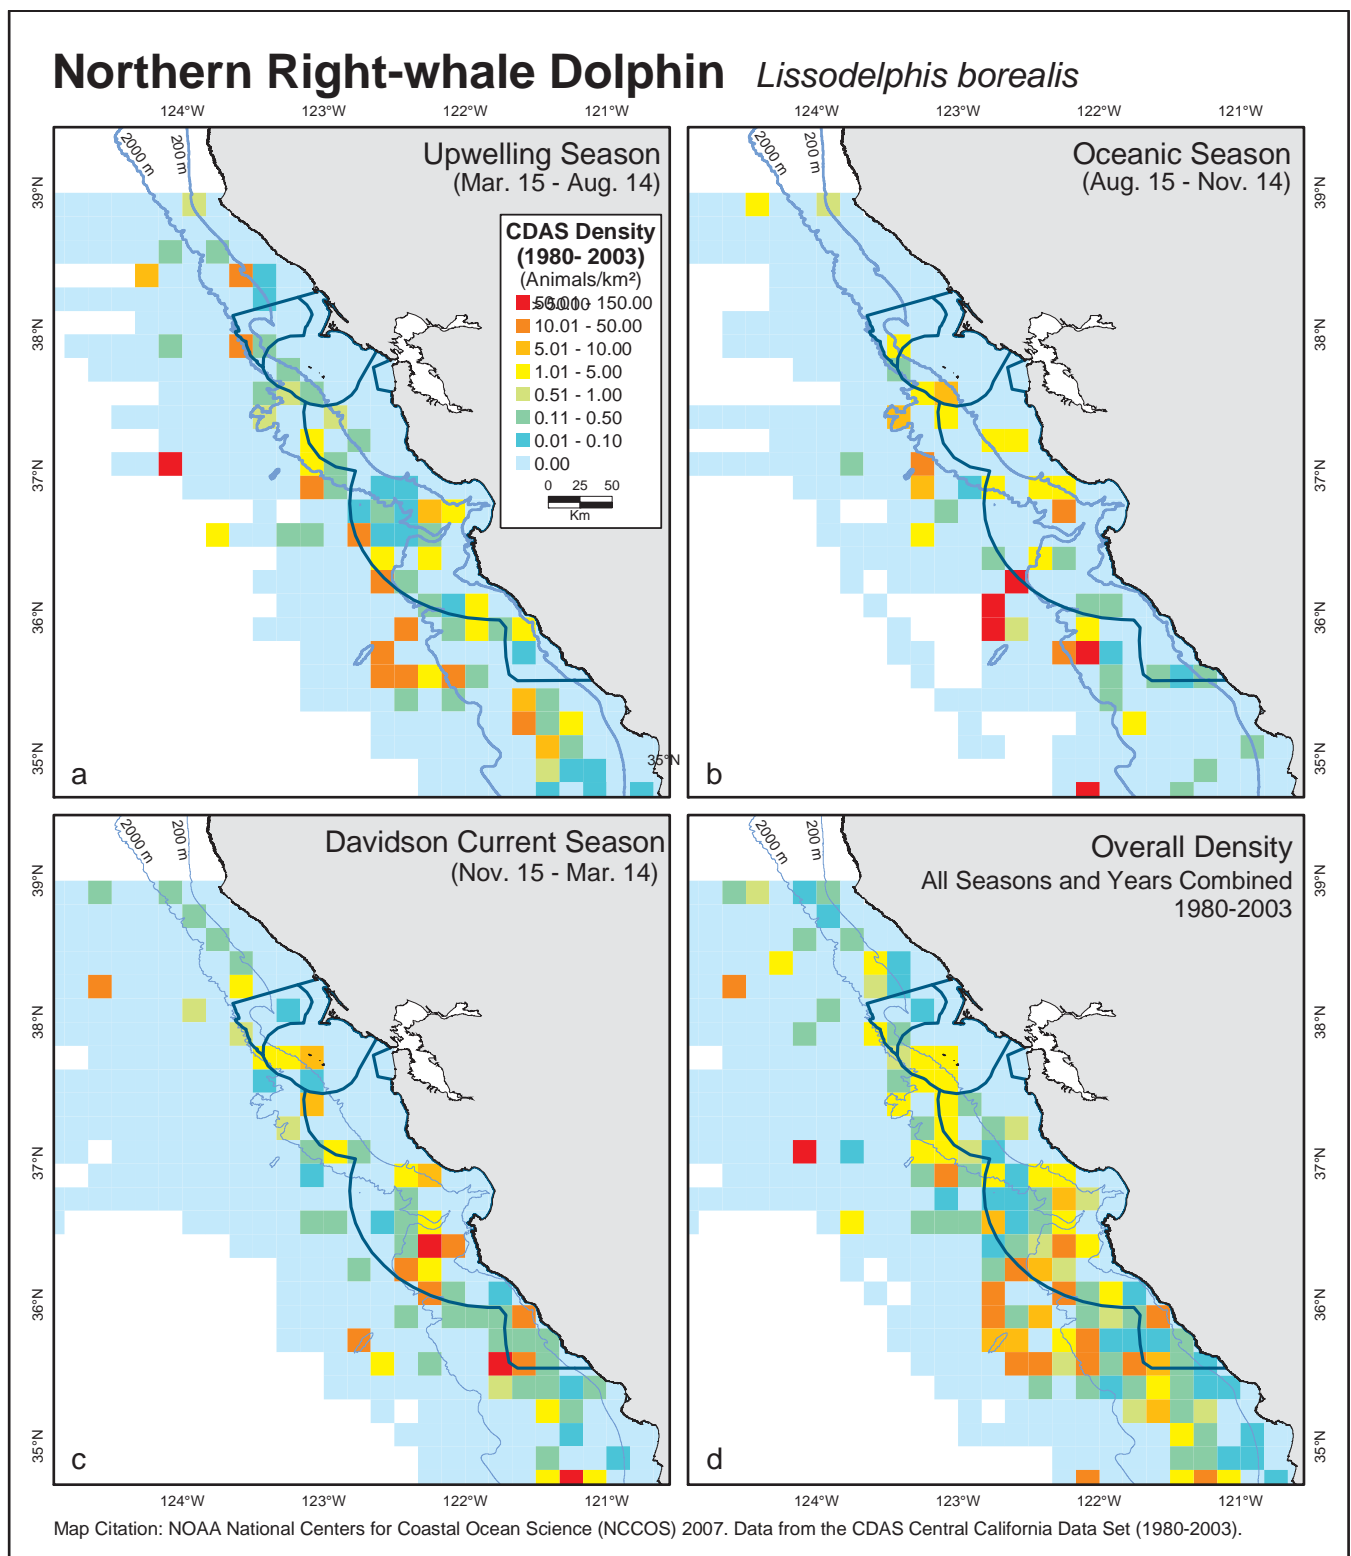 Northern Right-whale Dolphin Lissodelphis borealis
124°W 123°W 122°W 121°W 124°W 123°W 122°W 121°W
2000 m 200 m
Upwelling Season
(Mar. 15 - Aug. 14)
2000 m 200 m
Oceanic Season
(Aug. 15 - Nov. 14)
39°N
38°N
37°N
36°N
35°N
CDAS Density
(1980- 2003)
(Animals/km²)
50.01 - 150.00
> 50.00
10.01 - 50.00
5.01 - 10.00
1.01 - 5.00
0.51 - 1.00
0.11 - 0.50
0.01 - 0.10
0.00
0 25 50
Km
39°N
38°N
37°N
36°N
35°N
35°N
a
b
2000 m 200 m
Davidson Current Season
(Nov. 15 - Mar. 14)
2000 m 200 m
Overall Density
All Seasons and Years Combined
1980-2003
39°N
38°N
37°N
36°N
35°N
39°N
38°N
37°N
36°N
35°N
c
d
124°W 123°W 122°W 121°W 124°W 123°W 122°W 121°W
Map Citation: NOAA National Centers for Coastal Ocean Science (NCCOS) 2007. Data from the CDAS Central California Data Set (1980-2003).